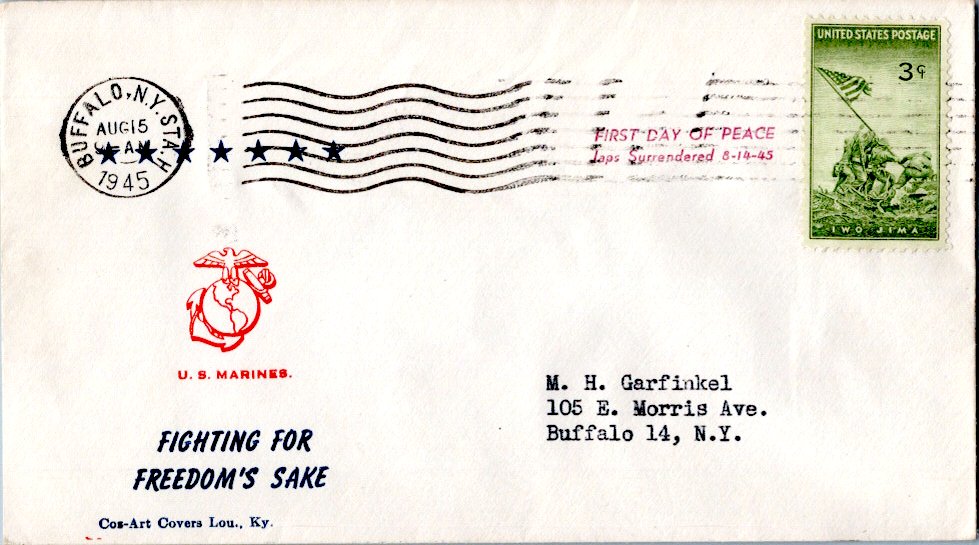 BUFFALO, N.Y. STA. H
AUG 15
AM
1945
UNITED STATES POSTAGE
3¢
FIRST DAY OF PEACE
Japs Surrendered 8-14-45
IWO JIMA
U. S. MARINES.
M. H. Garfinkel
105 E. Morris Ave.
Buffalo 14, N.Y.
FIGHTING FOR
FREEDOM'S SAKE
Cos-Art Covers Lou., Ky.